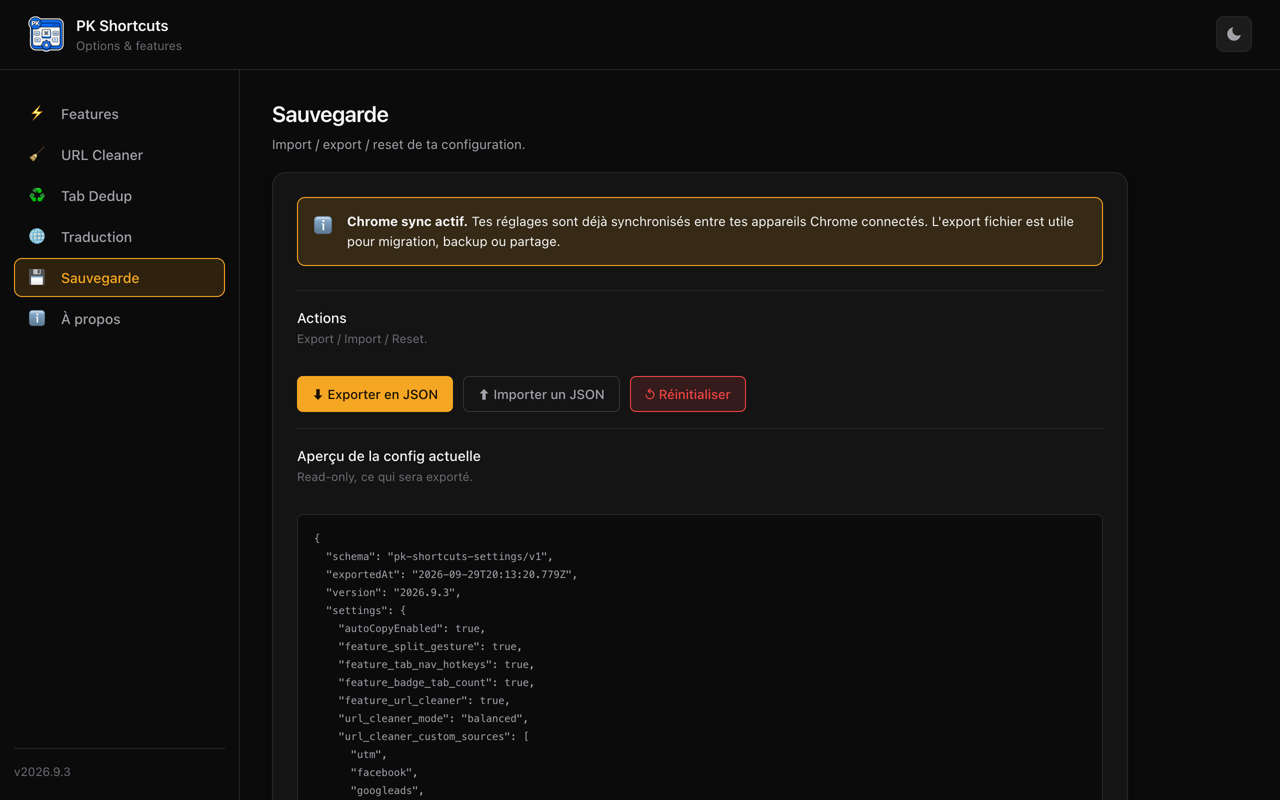 PK
PK Shortcuts
Options & features
Features
URL Cleaner
Tab Dedup
Traduction
Sauvegarde
À propos
v2026.9.3
Sauvegarde
Import / export / reset de ta configuration.
Chrome sync actif. Tes réglages sont déjà synchronisés entre tes appareils Chrome connectés. L'export fichier est utile
pour migration, backup ou partage.
Actions
Export / Import / Reset.
⬇ Exporter en JSON
⬆ Importer un JSON
↺ Réinitialiser
Aperçu de la config actuelle
Read-only, ce qui sera exporté.
{
"schema": "pk-shortcuts-settings/v1",
"exportedAt": "2026-09-29T20:13:20.779Z",
"version": "2026.9.3",
"settings": {
"autoCopyEnabled": true,
"feature_split_gesture": true,
"feature_tab_nav_hotkeys": true,
"feature_badge_tab_count": true,
"feature_url_cleaner": true,
"url_cleaner_mode": "balanced",
"url_cleaner_custom_sources": [
"utm",
"facebook",
"googleads",